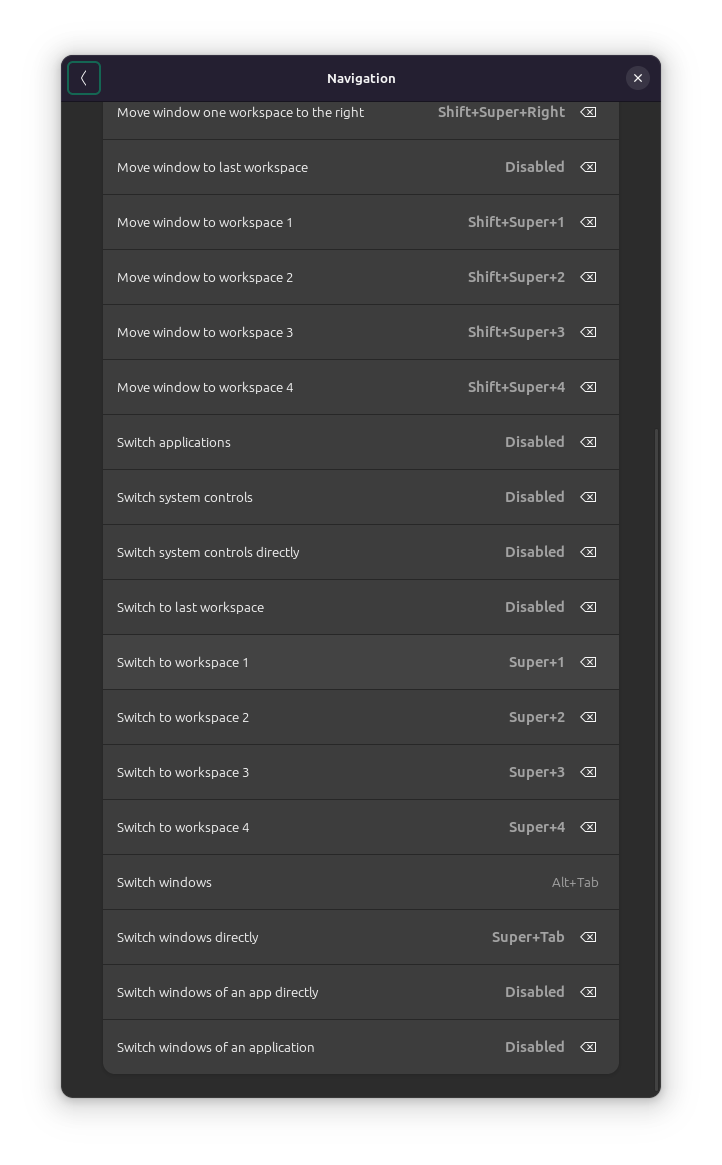 Navigation
Move window one workspace to the right Shift+Super+Right
Move window to last workspace Disabled
Move window to workspace 1 Shift+Super+1
Move window to workspace 2 Shift+Super+2
Move window to workspace 3 Shift+Super+3
Move window to workspace 4 Shift+Super+4
Switch applications Disabled
Switch system controls Disabled
Switch system controls directly Disabled
Switch to last workspace Disabled
Switch to workspace 1 Super+1
Switch to workspace 2 Super+2
Switch to workspace 3 Super+3
Switch to workspace 4 Super+4
Switch windows Alt+Tab
Switch windows directly Super+Tab
Switch windows of an app directly Disabled
Switch windows of an application Disabled